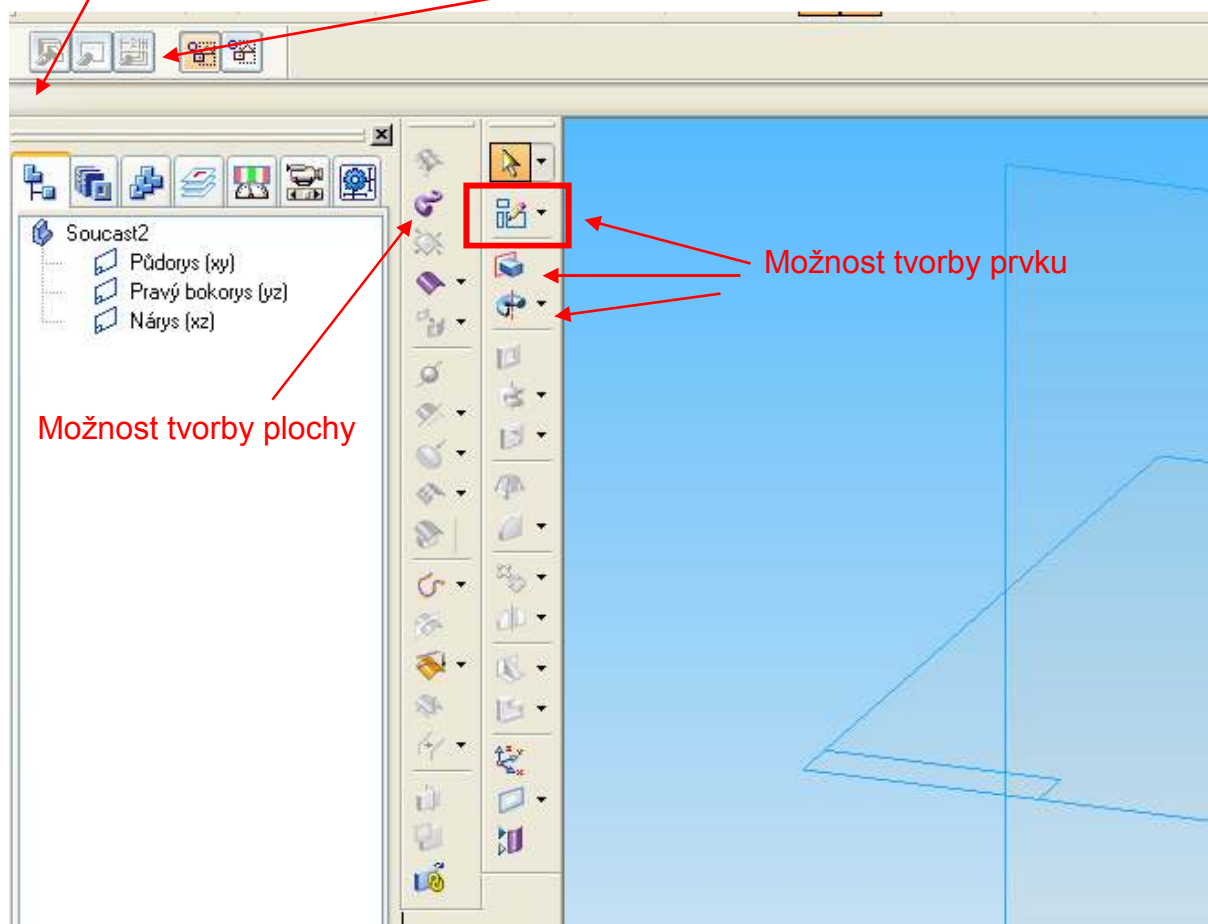 Soucast2
Půdorys (xy)
Pravý bokorys (yz)
Nárys (xz)
Možnost tvorby prvku
Možnost tvorby plochy